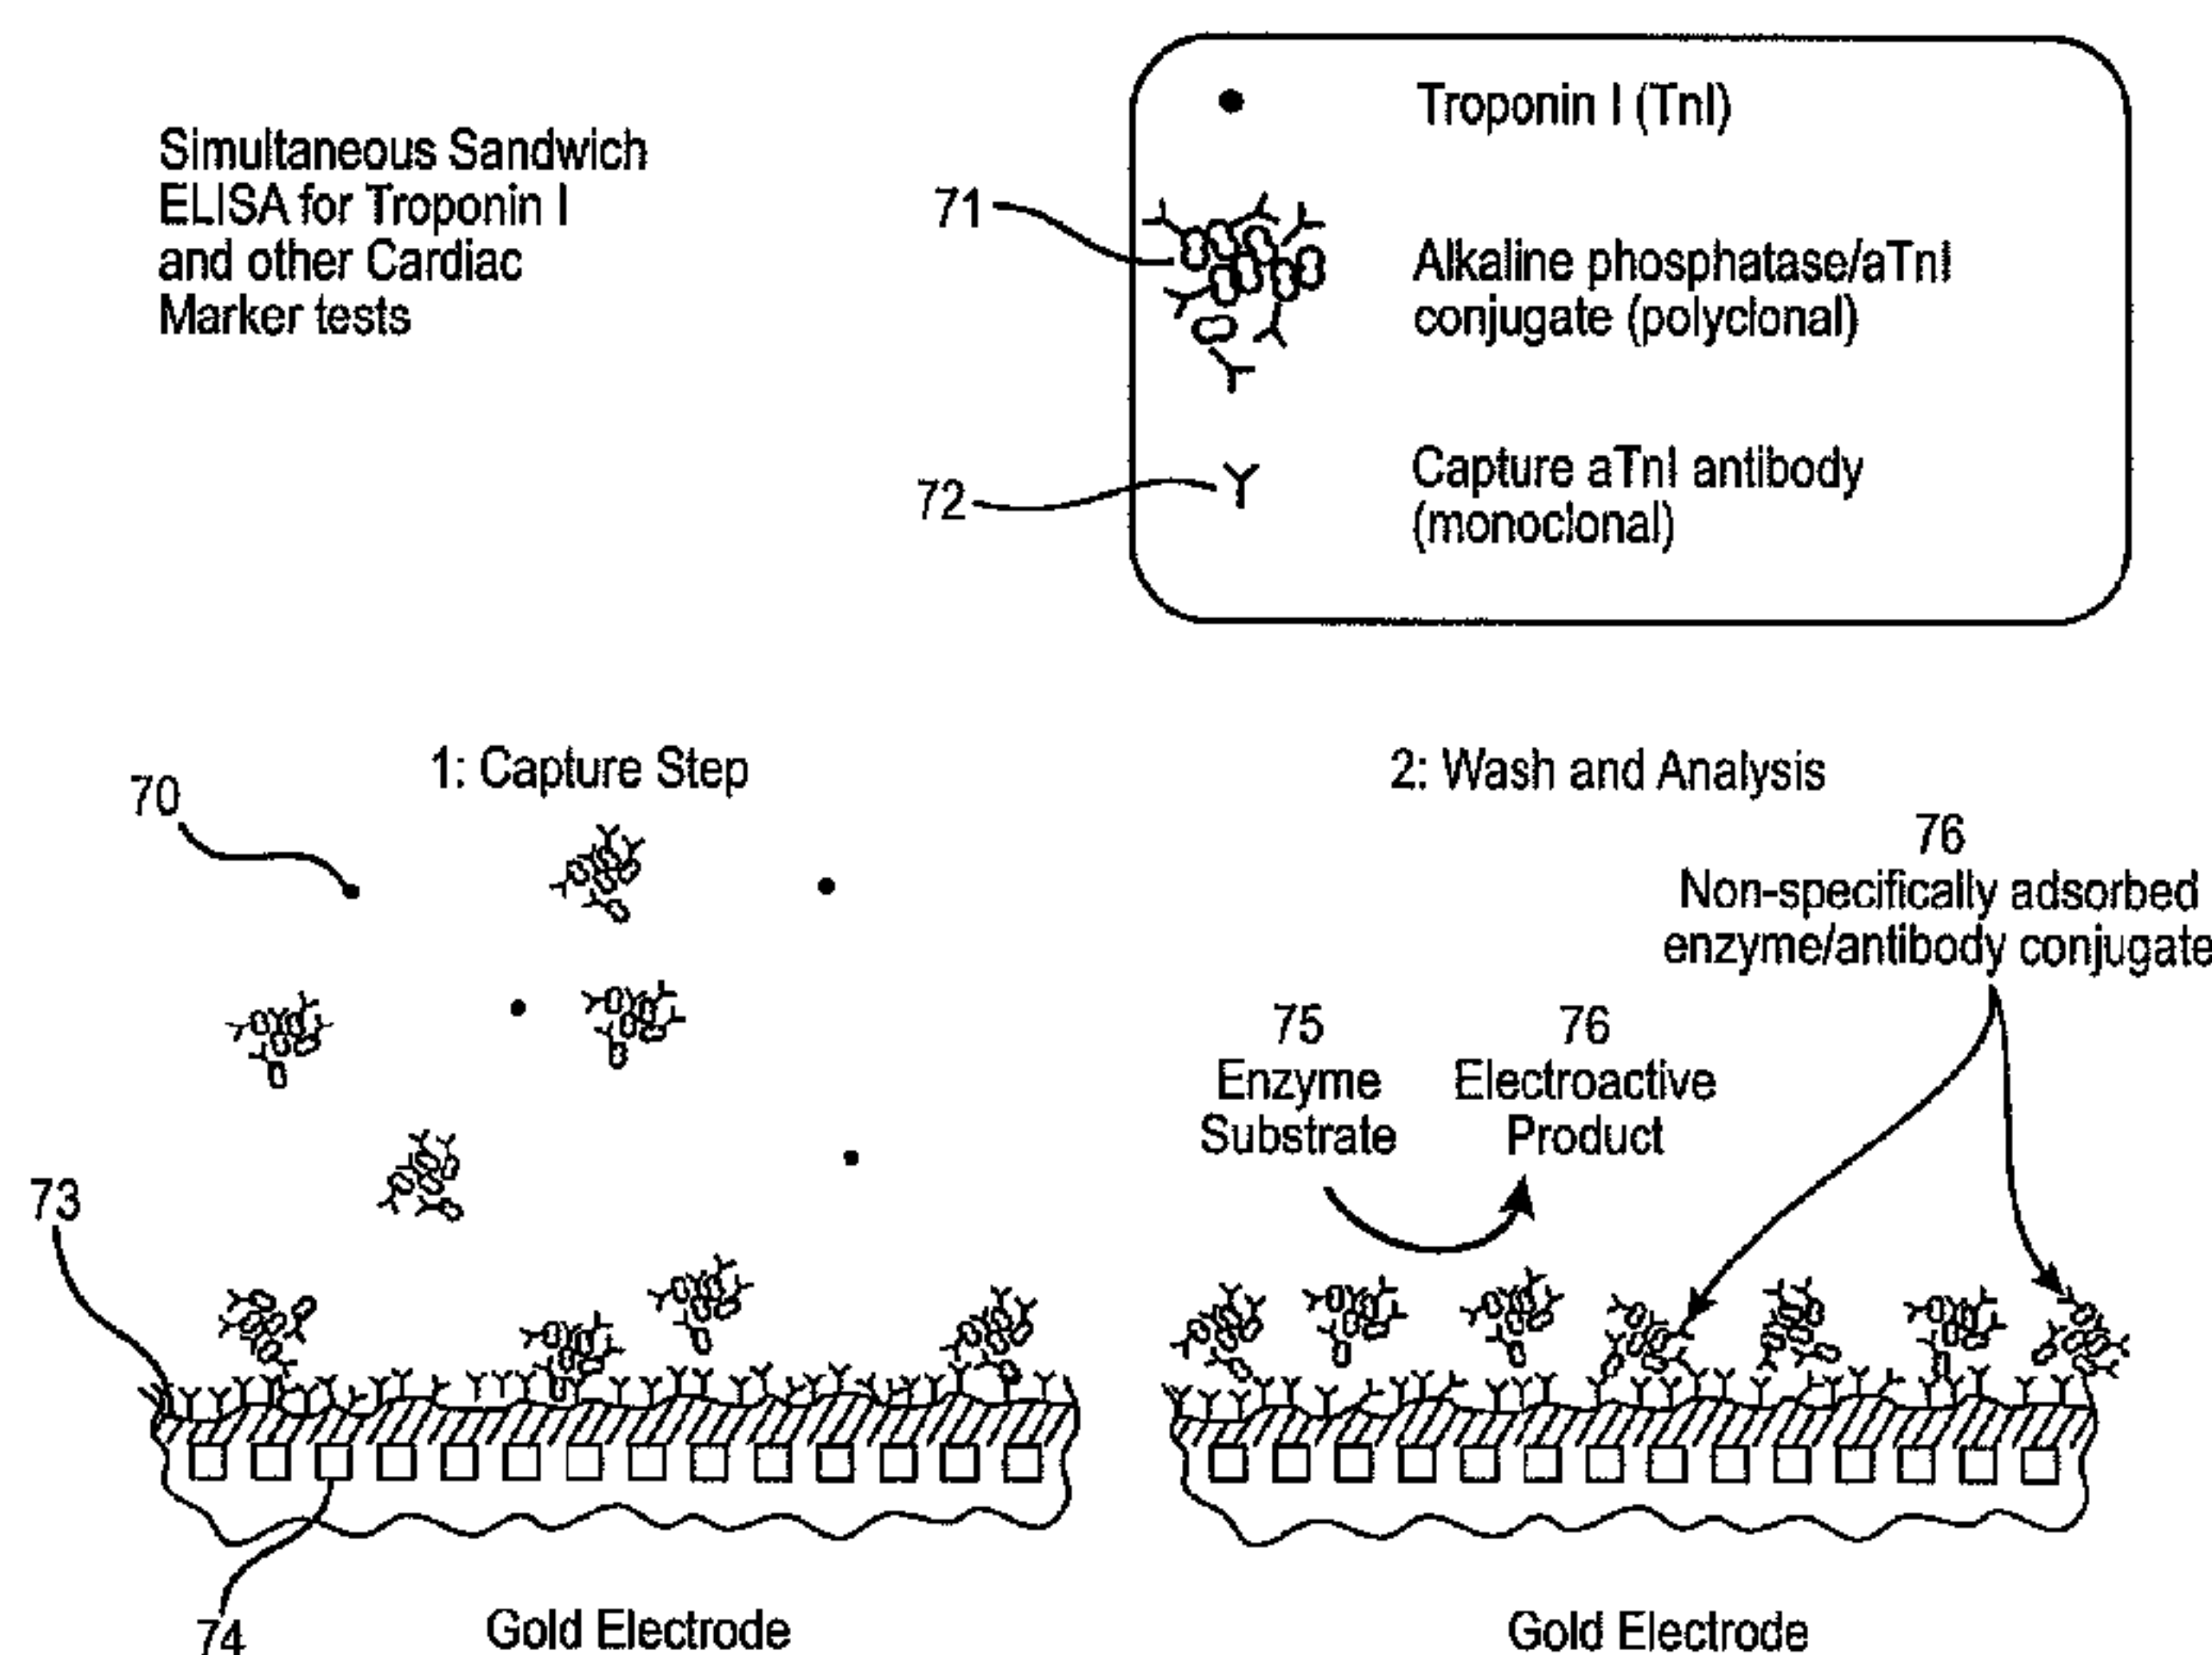 Simultaneous Sandwich
ELISA for Troponin I
and other Cardiac
Marker tests
Troponin I (TnI)
71
Alkaline phosphatase/aTnI
conjugate (polyclonal)
72
Capture aTnI antibody
(monoclonal)
1: Capture Step
70
73
74
Gold Electrode
2: Wash and Analysis
76
Non-specifically adsorbed
enzyme/antibody conjugate
75
Enzyme
Substrate
76
Electroactive
Product
Gold Electrode